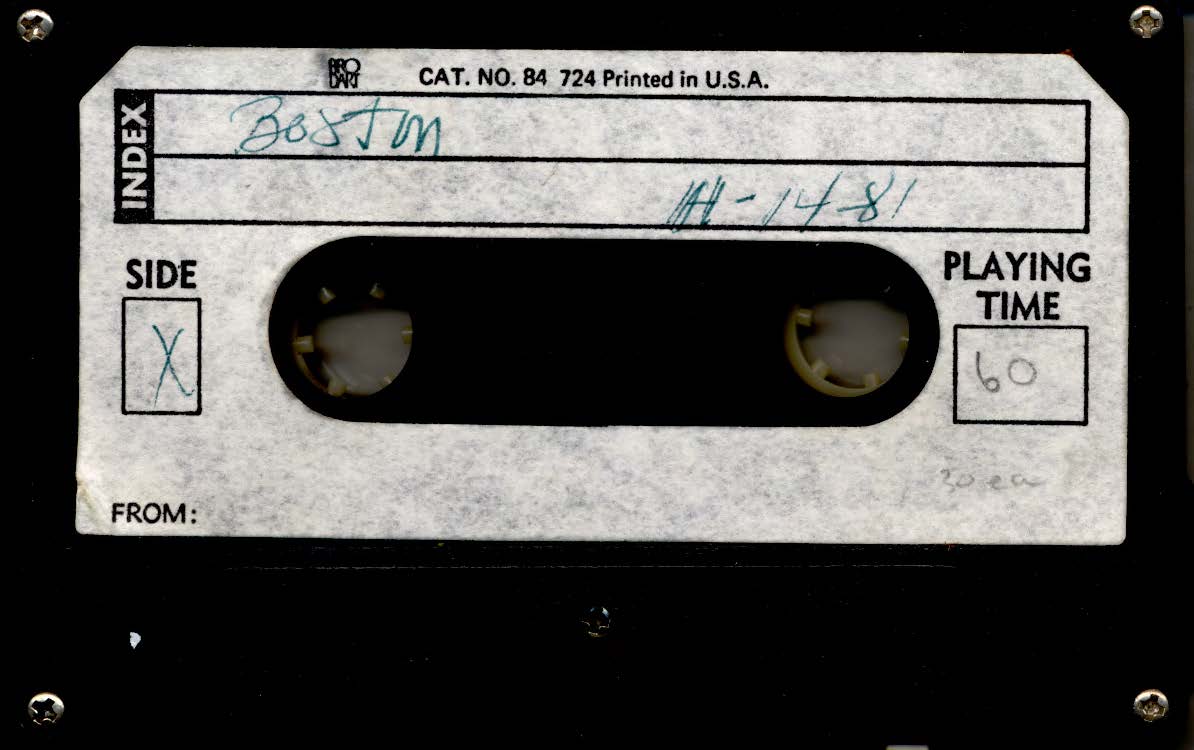 BRO DART
CAT. NO. 84 724 Printed in U.S.A.
INDEX
Boston
-14-81
SIDE
X
PLAYING
TIME
60
30 ea
FROM: